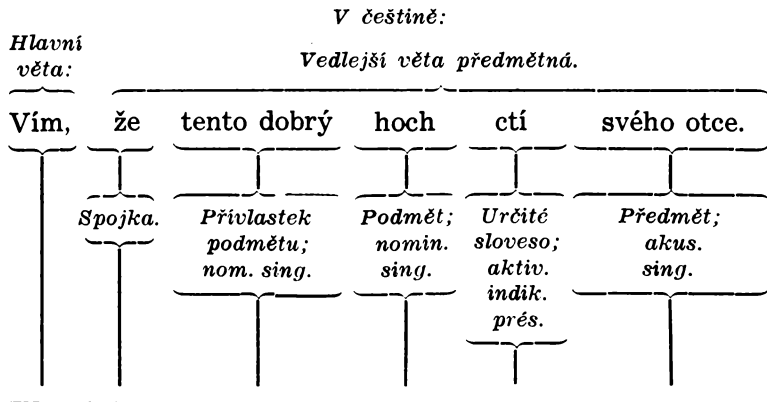 V češtině:
Hlavní
věta:
Vedlejší věta předmětná.
Vím, že tento dobrý hoch ctí svého otce.
Spojka.
Přívlastek
podmětu;
nom. sing.
Podmět;
nomin.
sing.
Určité
sloveso;
aktiv.
indik.
prés.
Předmět;
akus.
sing.